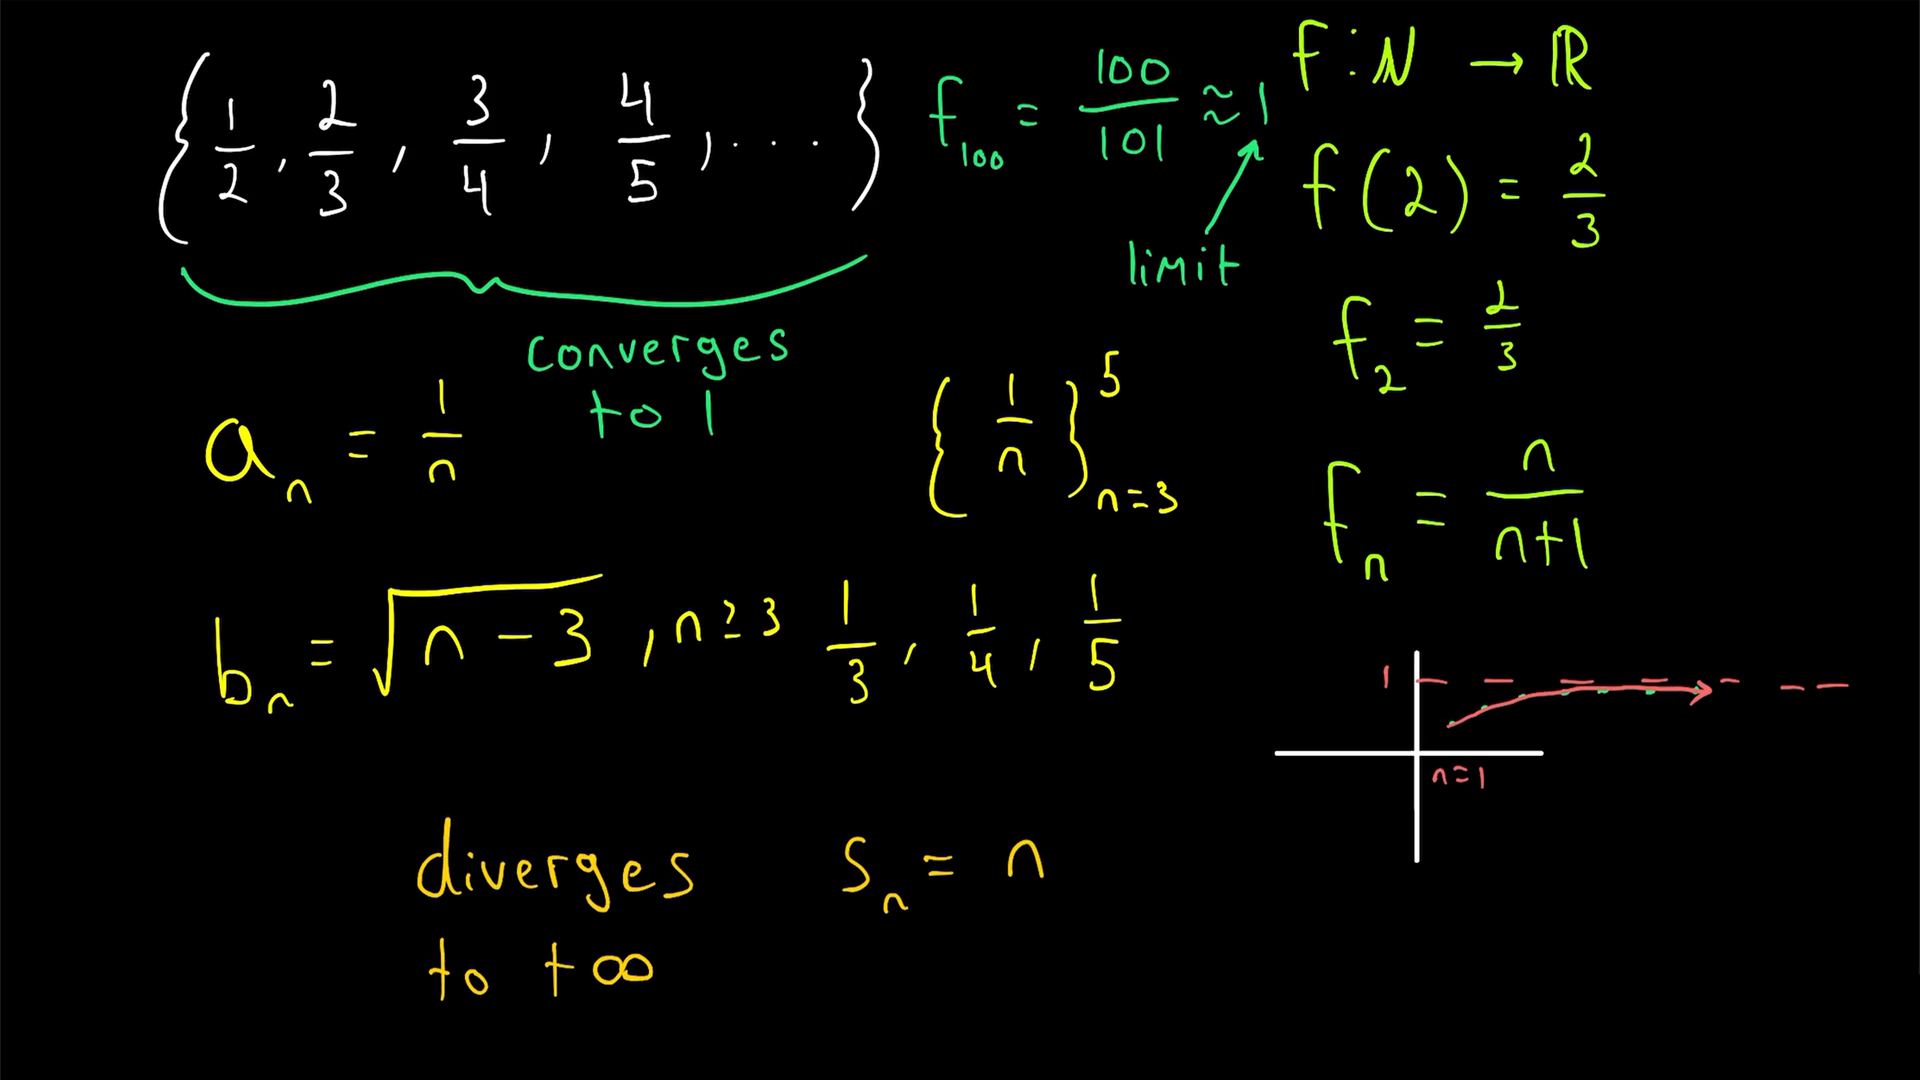 { 1/2, 2/3, 3/4, 4/5, ... }
f₁₀₀ = 100/101 ≈ 1
limit
f : ℕ → ℝ
f(2) = 2/3
f₂ = 2/3
fₙ = n/(n+1)
converges
to 1
aₙ = 1/n
{ 1/n }⁵ₙ₌₃
bₙ = √(n - 3) , n ≥ 3
1/3, 1/4, 1/5
1
n = 1
diverges
to +∞
sₙ = n